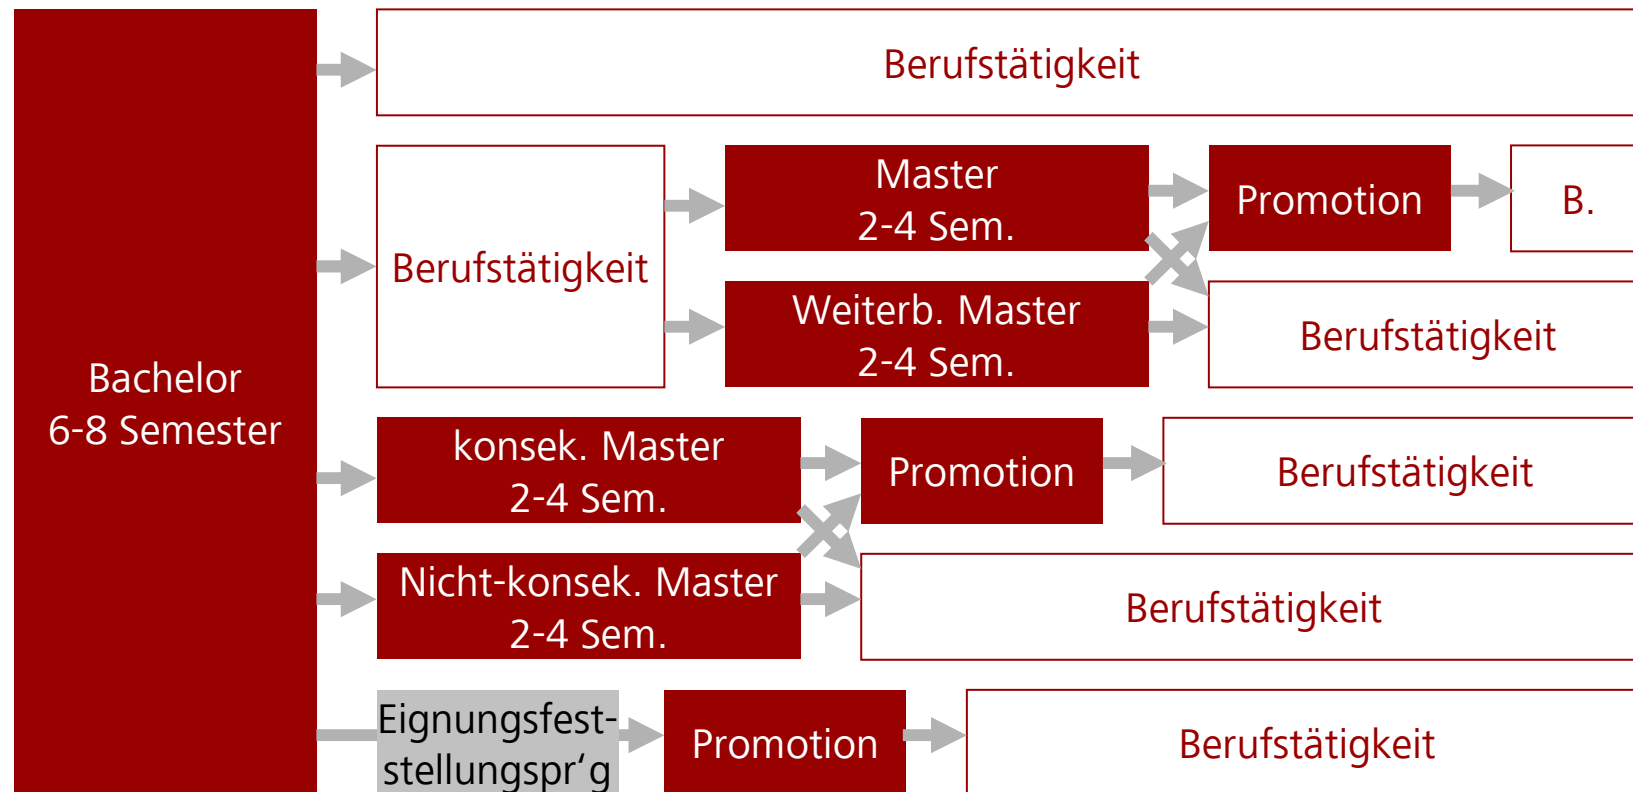 Bachelor
6-8 Semester
Berufstätigkeit
Berufstätigkeit
Master
2-4 Sem.
Promotion
B.
Weiterb. Master
2-4 Sem.
Berufstätigkeit
konsek. Master
2-4 Sem.
Promotion
Berufstätigkeit
Nicht-konsek. Master
2-4 Sem.
Berufstätigkeit
Eignungsfest-
stellungspr‘g
Promotion
Berufstätigkeit